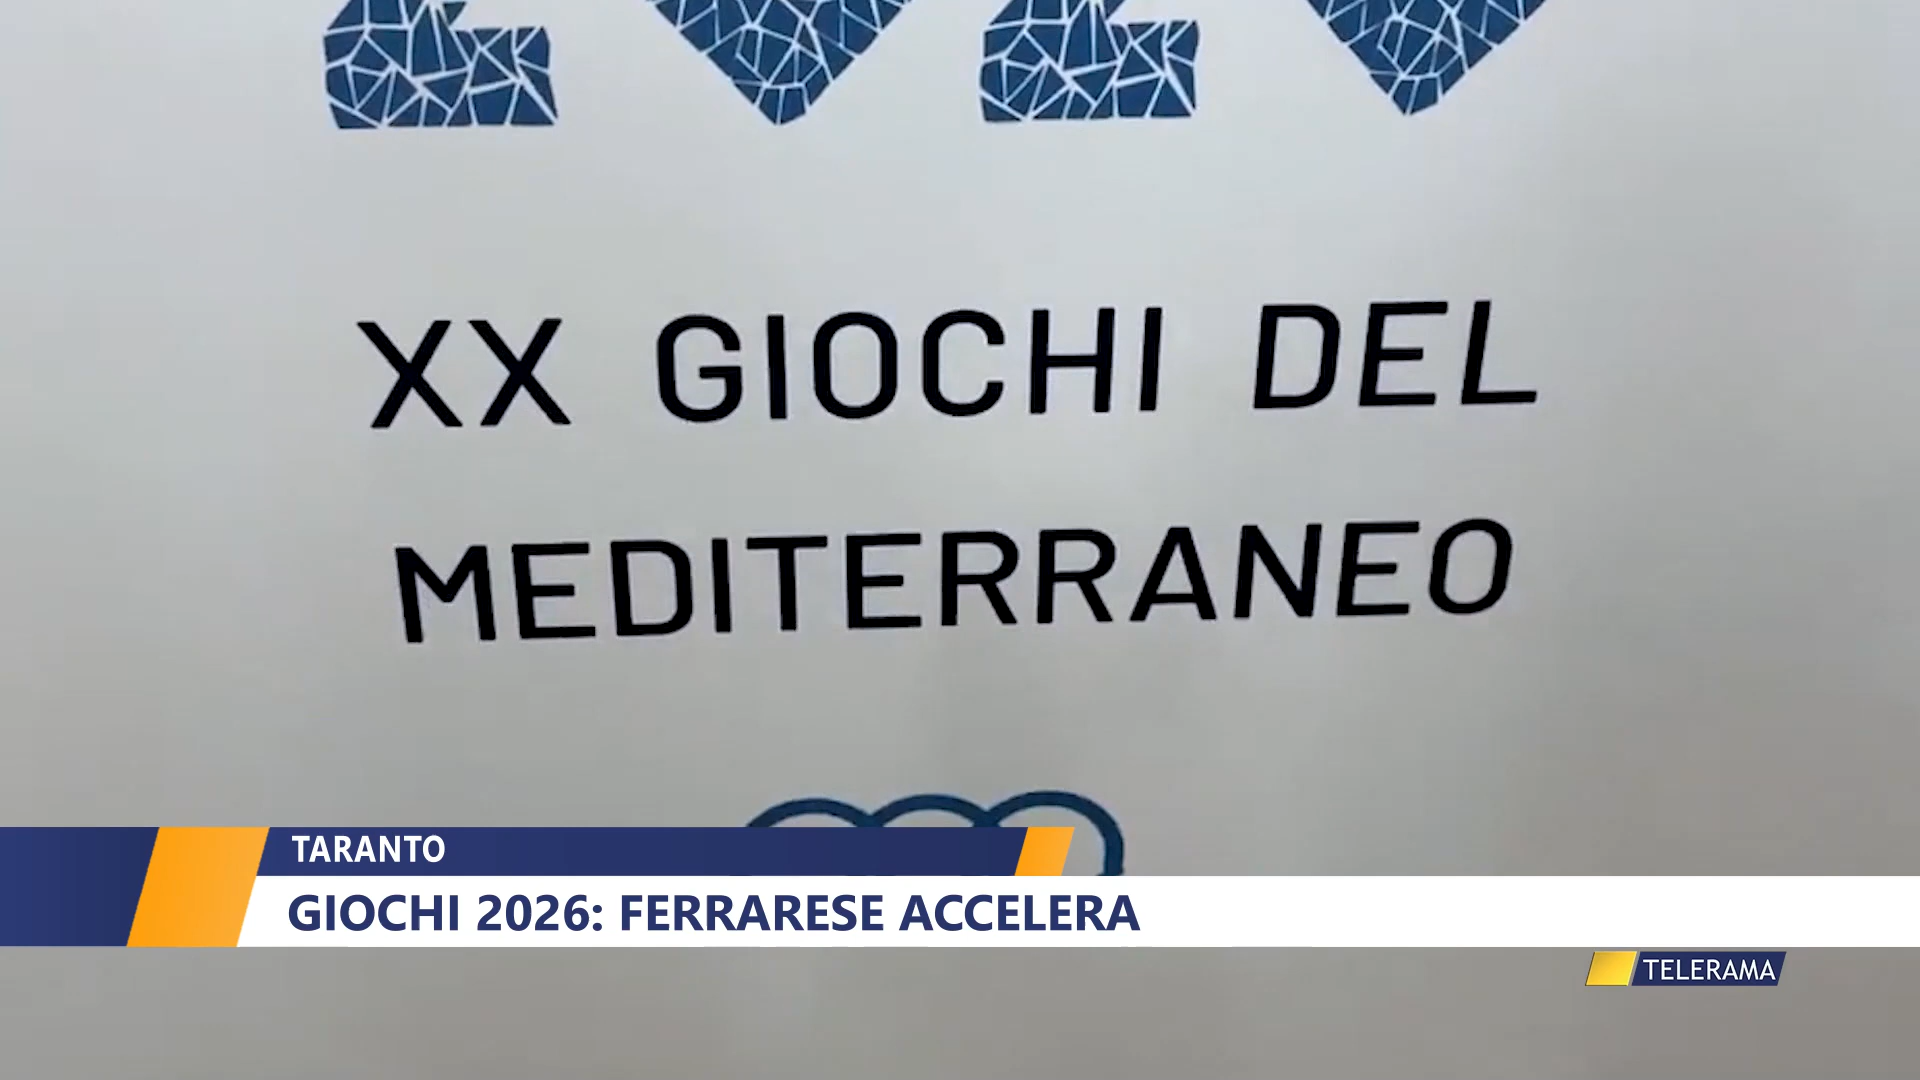 XX GIOCHI DEL
MEDITERRANEO
TARANTO
GIOCHI 2026: FERRARESE ACCELERA
TELERAMA